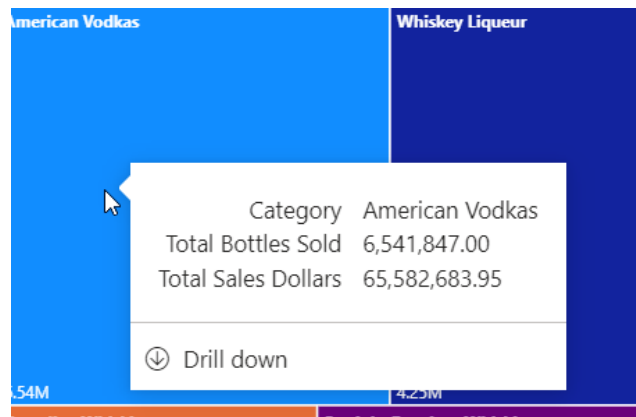 American Vodkas
Whiskey Liqueur
Category American Vodkas
Total Bottles Sold 6,541,847.00
Total Sales Dollars 65,582,683.95
Drill down
.54M
4.25M